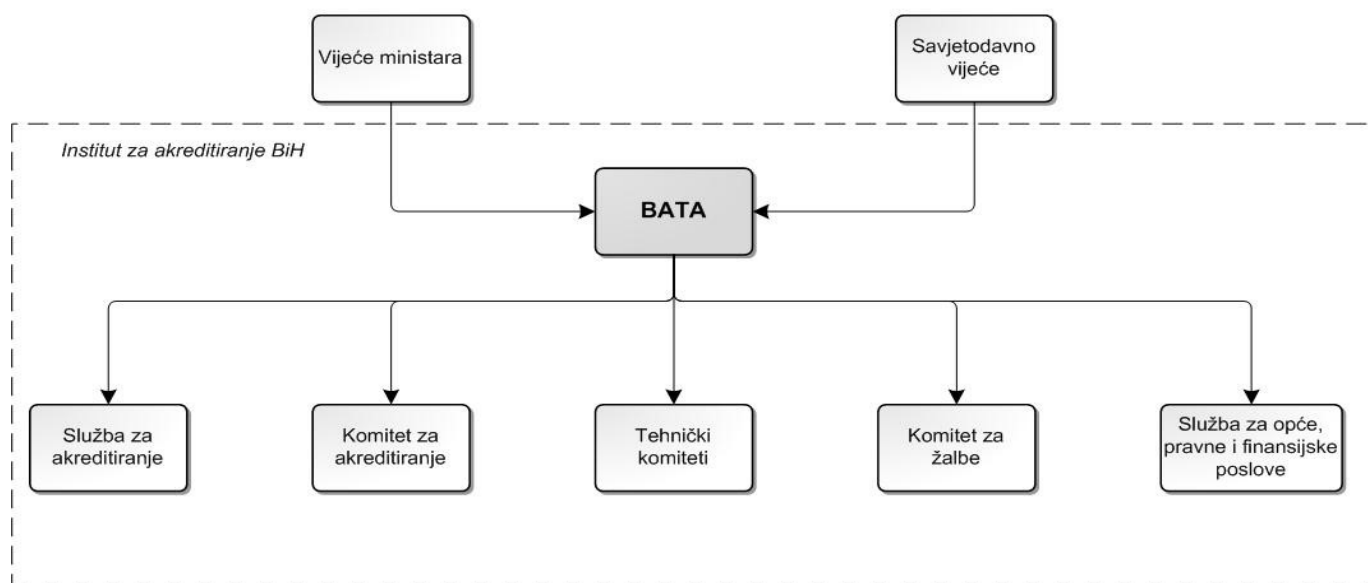 Vijeće ministara
Savjetodavno
vijeće
Institut za akreditiranje BiH
BATA
Služba za
akreditiranje
Komitet za
akreditiranje
Tehnički
komiteti
Komitet za
žalbe
Služba za opće,
pravne i finansijske
poslove